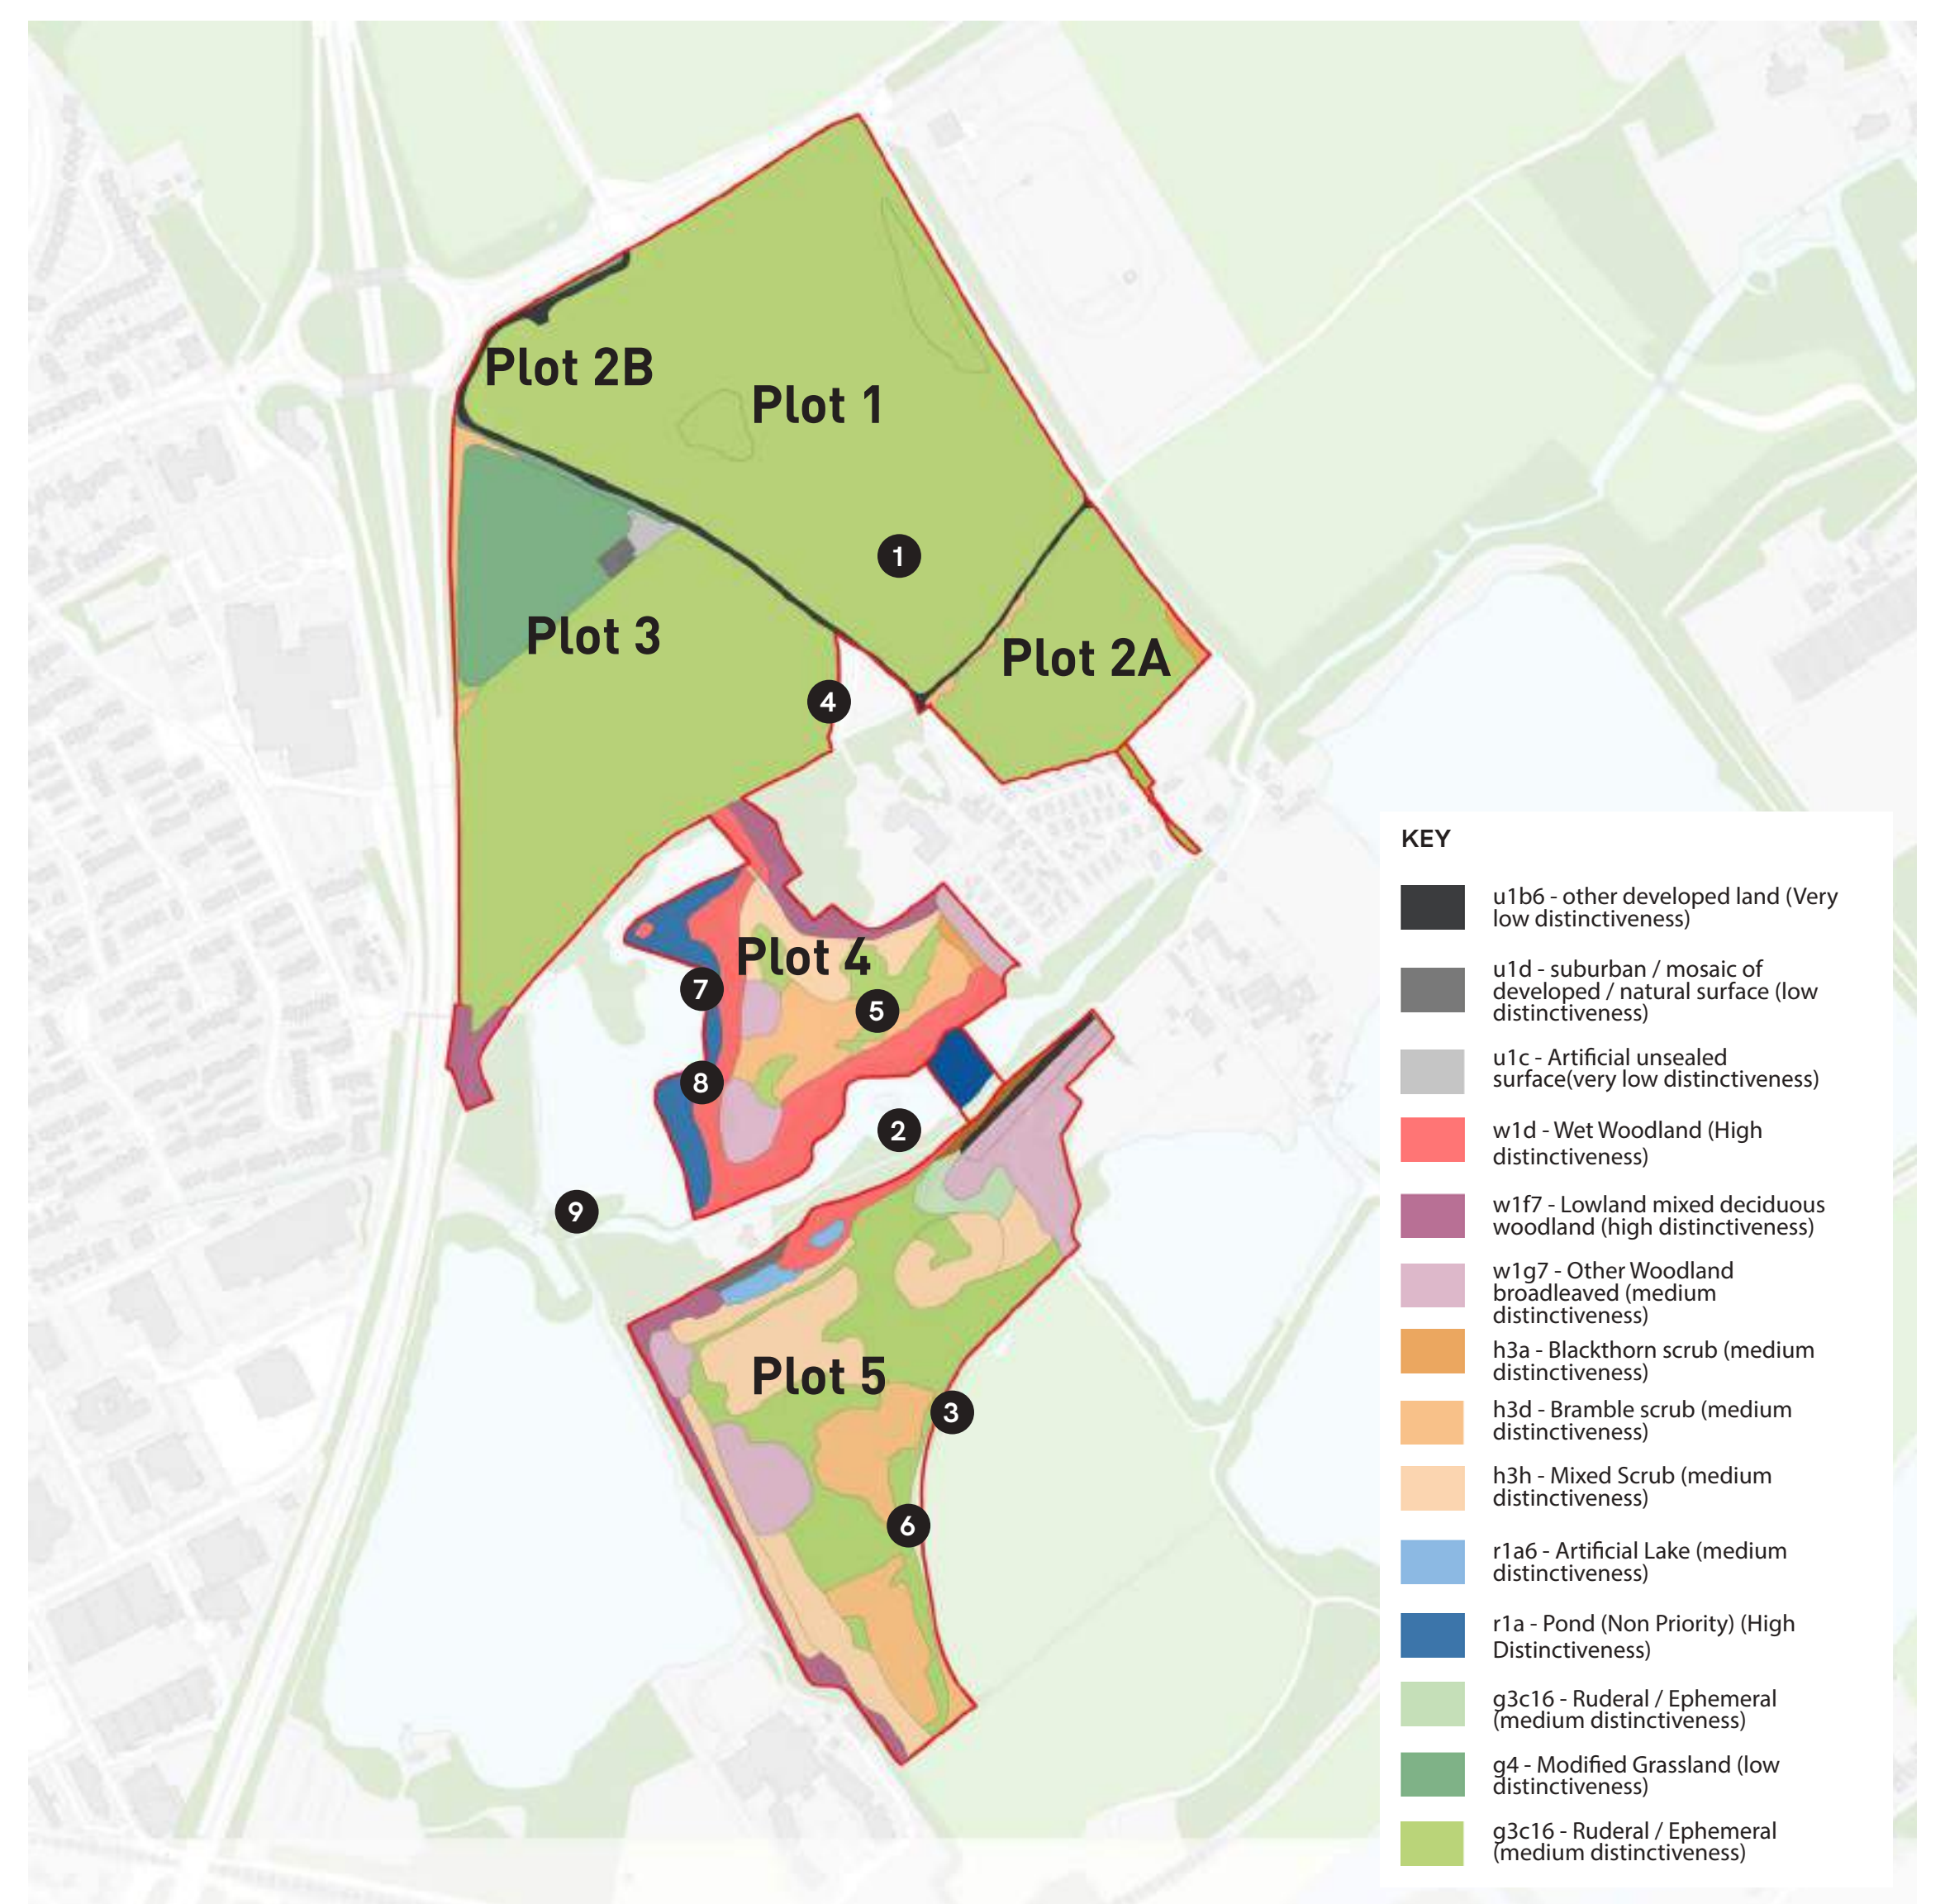 Plot 2B
Plot 1
1
Plot 3
Plot 2A
4
Plot 4
7
5
8
2
9
Plot 5
3
6
KEY
u1b6 - other developed land (Very
low distinctiveness)
u1d - suburban / mosaic of
developed / natural surface (low
distinctiveness)
u1c - Artificial unsealed
surface(very low distinctiveness)
w1d - Wet Woodland (High
distinctiveness)
w1f7 - Lowland mixed deciduous
woodland (high distinctiveness)
w1g7 - Other Woodland
broadleaved (medium
distinctiveness)
h3a - Blackthorn scrub (medium
distinctiveness)
h3d - Bramble scrub (medium
distinctiveness)
h3h - Mixed Scrub (medium
distinctiveness)
r1a6 - Artificial Lake (medium
distinctiveness)
r1a - Pond (Non Priority) (High
Distinctiveness)
g3c16 - Ruderal / Ephemeral
(medium distinctiveness)
g4 - Modified Grassland (low
distinctiveness)
g3c16 - Ruderal / Ephemeral
(medium distinctiveness)